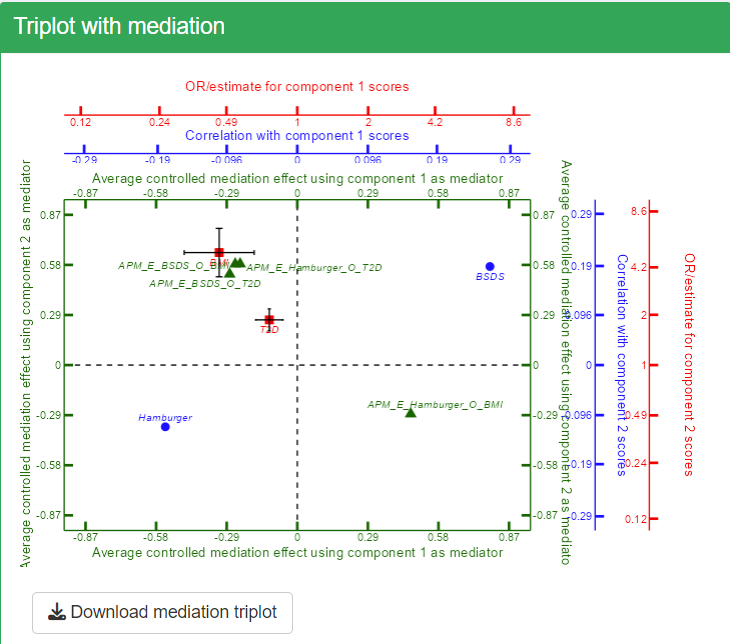 Triplot with mediation
OR/estimate for component 1 scores
0.12 0.24 0.49 1 2 4.2 8.6
Correlation with component 1 scores
-0.29 -0.19 -0.096 0 0.096 0.19 0.29
Average controlled mediation effect using component 1 as mediator
-0.87 -0.58 -0.29 0 0.29 0.58 0.87
Average controlled mediation effect using component 2 as mediator
0.87
0.58
0.29
0
-0.29
-0.58
-0.87
APM_E_BSDS_O_BMI
APM_E_Hamburger_O_T2D
APM_E_BSDS_O_T2D
T2D
BSDS
APM_E_Hamburger_O_BMI
Hamburger
0.87
0.58
0.29
0
-0.29
-0.58
-0.87
Average controlled mediation effect using component 2 as mediato
0.29
0.19
0.096
0
-0.096
-0.19
-0.29
Correlation with component 2 scores
8.6
4.2
2
1
0.49
0.24
0.12
OR/estimate for component 2 scores
-0.87 -0.58 -0.29 0 0.29 0.58 0.87
Average controlled mediation effect using component 1 as mediator
Download mediation triplot